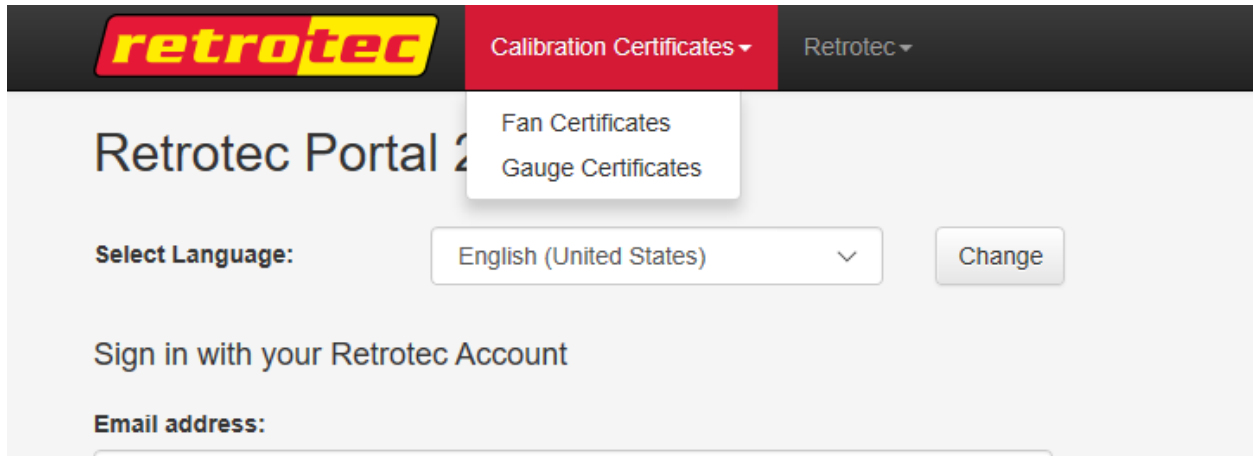 retrotec
Calibration Certificates
Retrotec
Fan Certificates
Gauge Certificates
Retrotec Portal
Select Language:
English (United States)
Change
Sign in with your Retrotec Account
Email address: